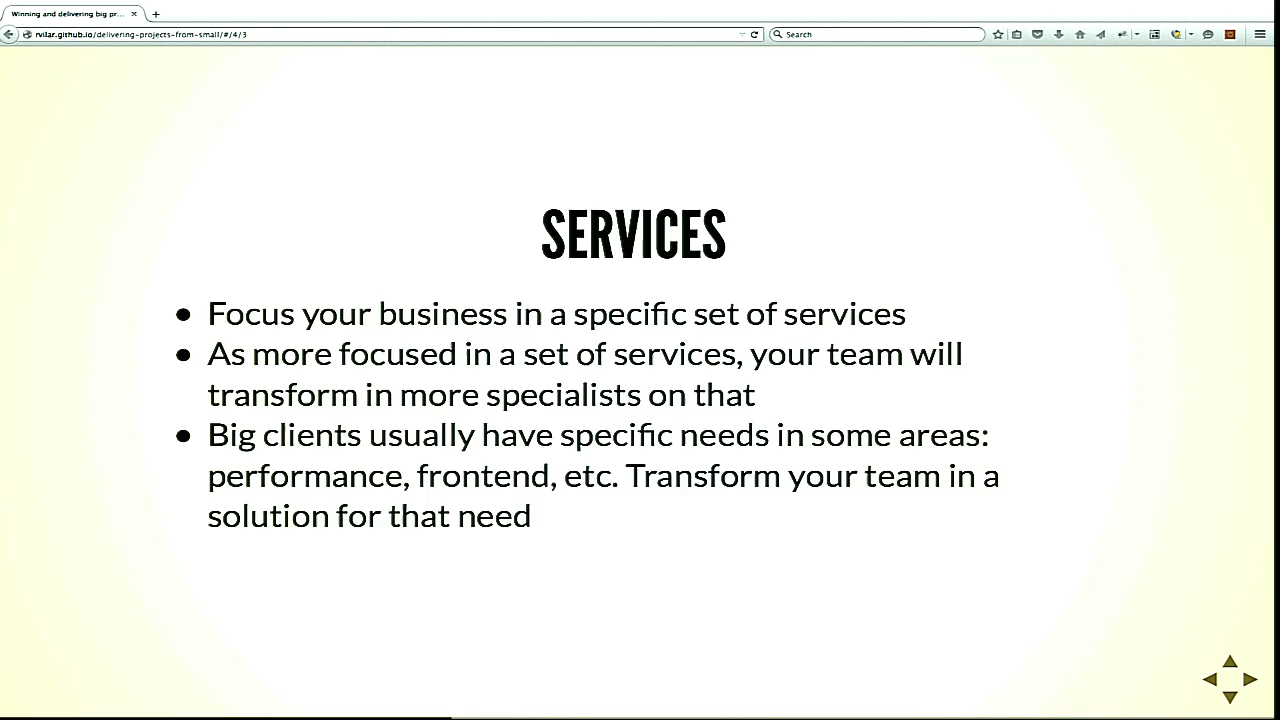 Winning and delivering big pr...
rvilar.github.io/delivering-projects-from-small/#/4/3
Search
SERVICES
• Focus your business in a specific set of services
• As more focused in a set of services, your team will
transform in more specialists on that
• Big clients usually have specific needs in some areas:
performance, frontend, etc. Transform your team in a
solution for that need